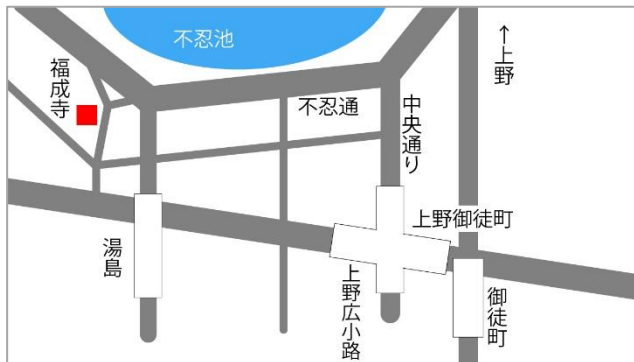 不忍池
↑上野
福成寺
不忍通
中央通り
上野御徒町
湯島
上野広小路
御徒町